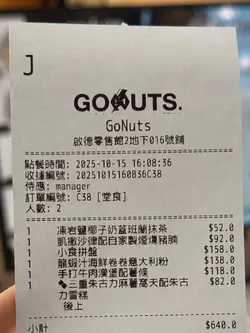 J
GONUTS.
GoNuts
啟德零售館2地下016號舖
點餐時間: 2025-10-15 16:08:36
收據編號: 20251015160836C38
侍應: manager
訂單編號: C38 [堂食]
人數: 2
1 凍岩鹽椰子奶蓋班蘭抹茶 $52.0
1 凱撒沙律配自家製煙燻豬腩 $92.0
1 小食拼盤 $158.0
1 龍蝦汁海鮮卷卷意大利粉 $138.0
1 手打牛肉漢堡配薯條 $118.0
1 三重朱古力麻薯窩夫配朱古 $82.0
力雪糕
後上
小計 $640.0